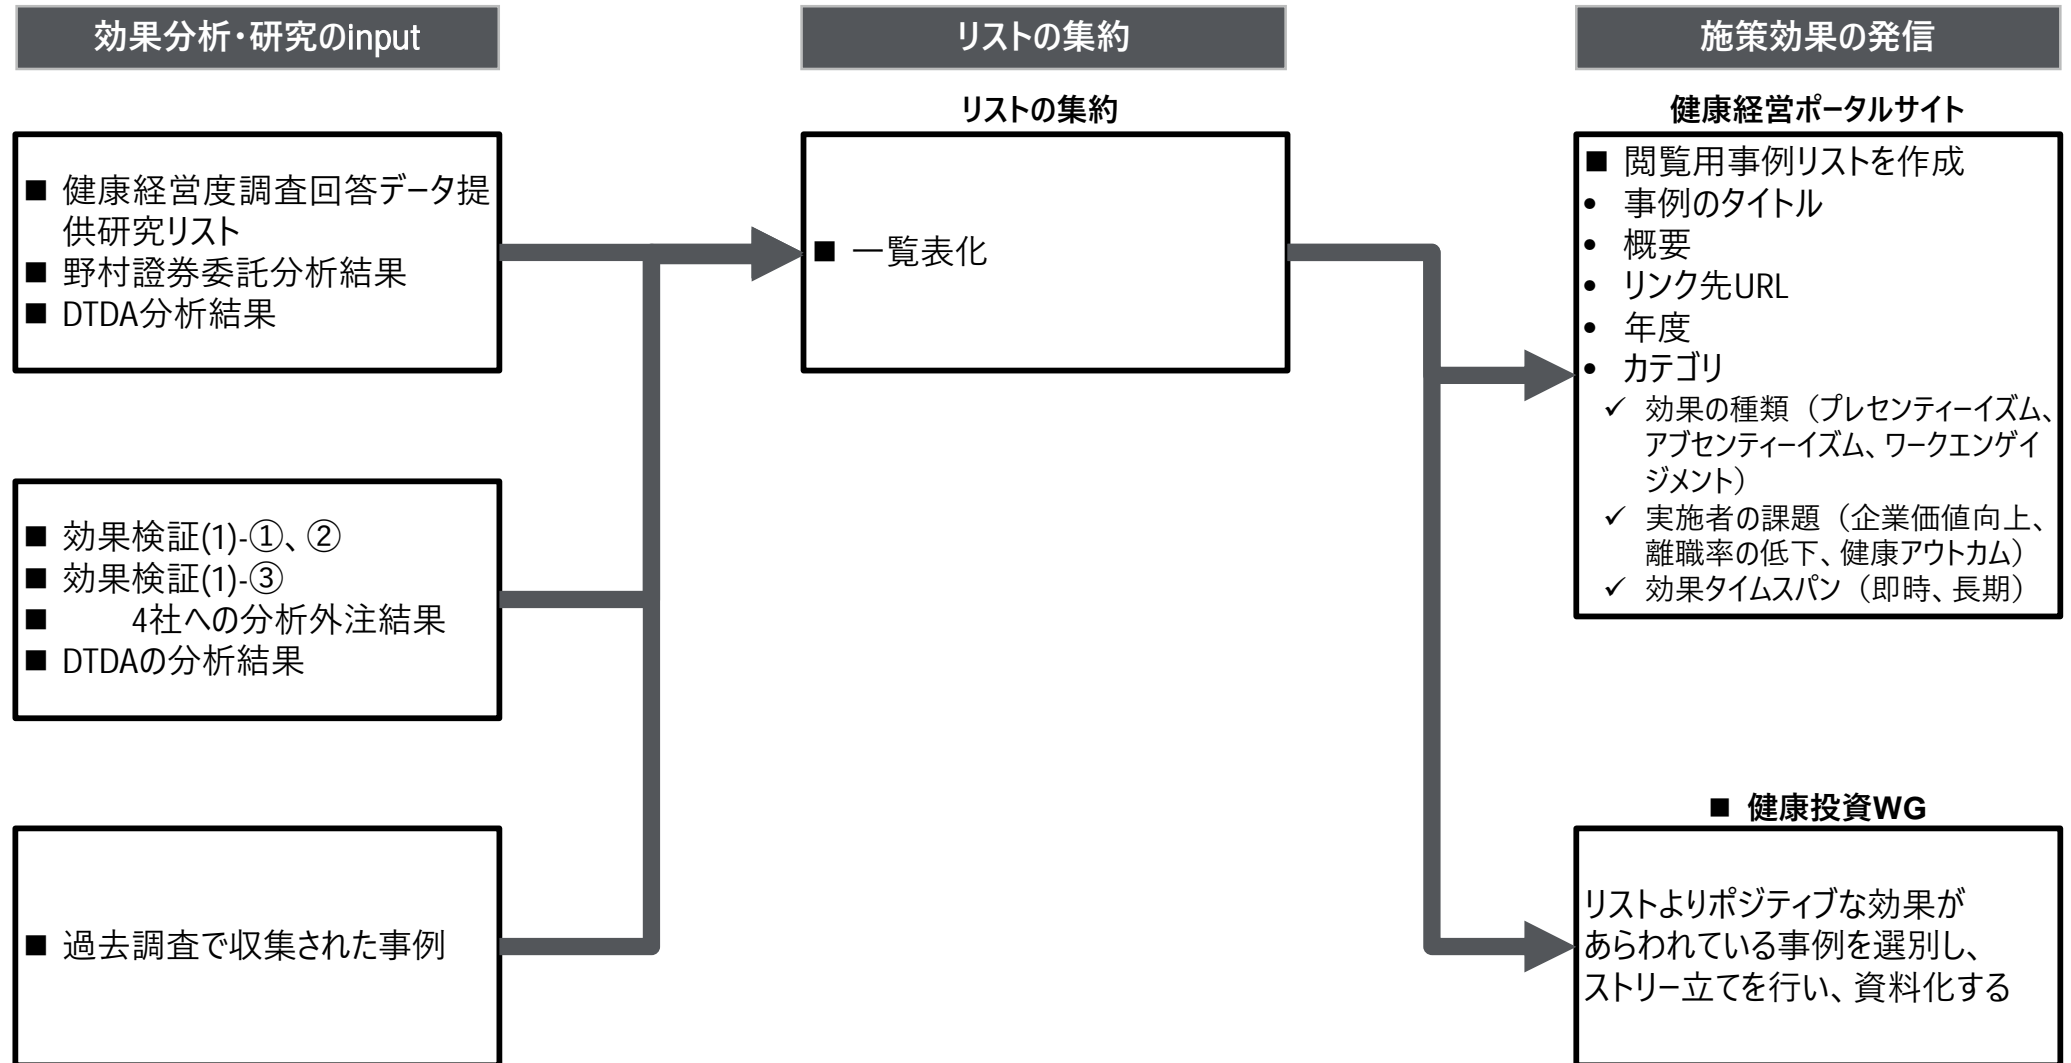 効果分析・研究のinput
リストの集約
施策効果の発信
■ 健康経営度調査回答データ提
供研究リスト
■ 野村證券委託分析結果
■ DTDA分析結果
■ 効果検証(1)-①、②
■ 効果検証(1)-③
■ 4社への分析外注結果
■ DTDAの分析結果
■ 過去調査で収集された事例
リストの集約
■ 一覧表化
健康経営ポータルサイト
■ 閲覧用事例リストを作成
• 事例のタイトル
• 概要
• リンク先URL
• 年度
• カテゴリ
✓ 効果の種類（プレセンティーイズム、
アブセンティーイズム、ワークエンゲイ
ジメント）
✓ 実施者の課題（企業価値向上、
離職率の低下、健康アウトカム）
✓ 効果タイムスパン（即時、長期）
■ 健康投資WG
リストよりポジティブな効果が
あらわれている事例を選別し、
ストリー立てを行い、資料化する